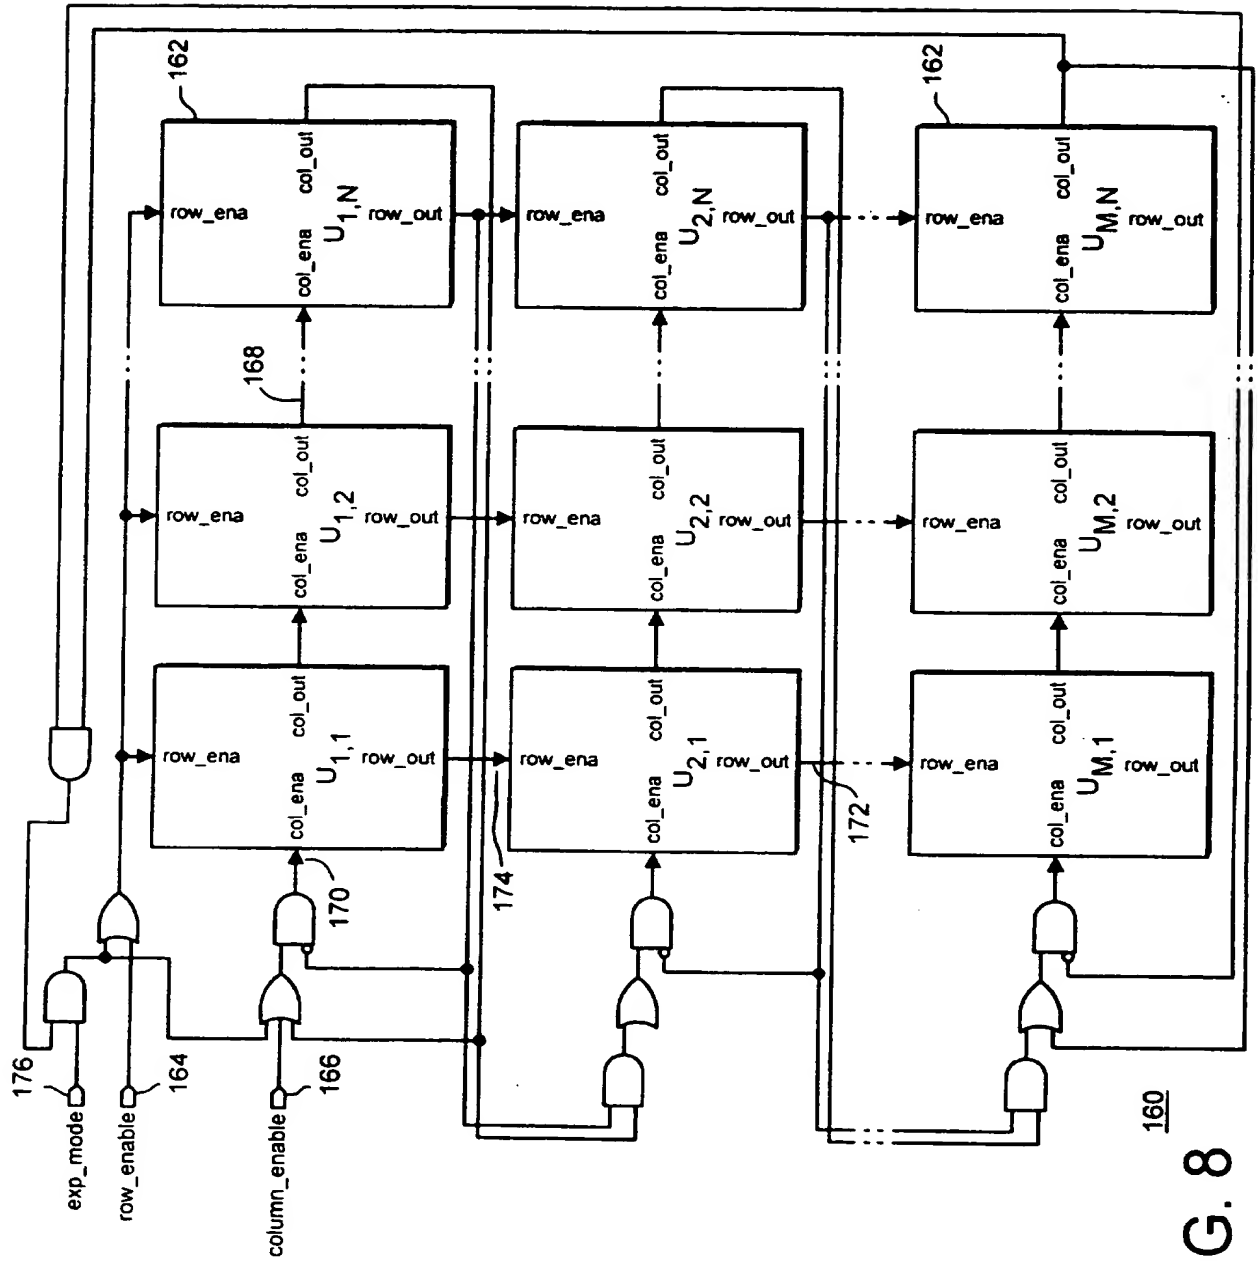 162
162
col_out
col_out
col_out
row_ena
U1,N
row_out
row_ena
U2,N
row_out
row_ena
UM,N
row_out
col_ena
col_ena
col_ena
168
col_out
col_out
col_out
row_ena
U1,2
row_out
row_ena
U2,2
row_out
row_ena
UM,2
row_out
col_ena
col_ena
col_ena
col_out
col_out
col_out
row_ena
U1,1
row_out
row_ena
U2,1
row_out
row_ena
UM,1
row_out
col_ena
col_ena
col_ena
170
174
172
176
164
166
exp_mode
row_enable
column_enable
160
G. 8